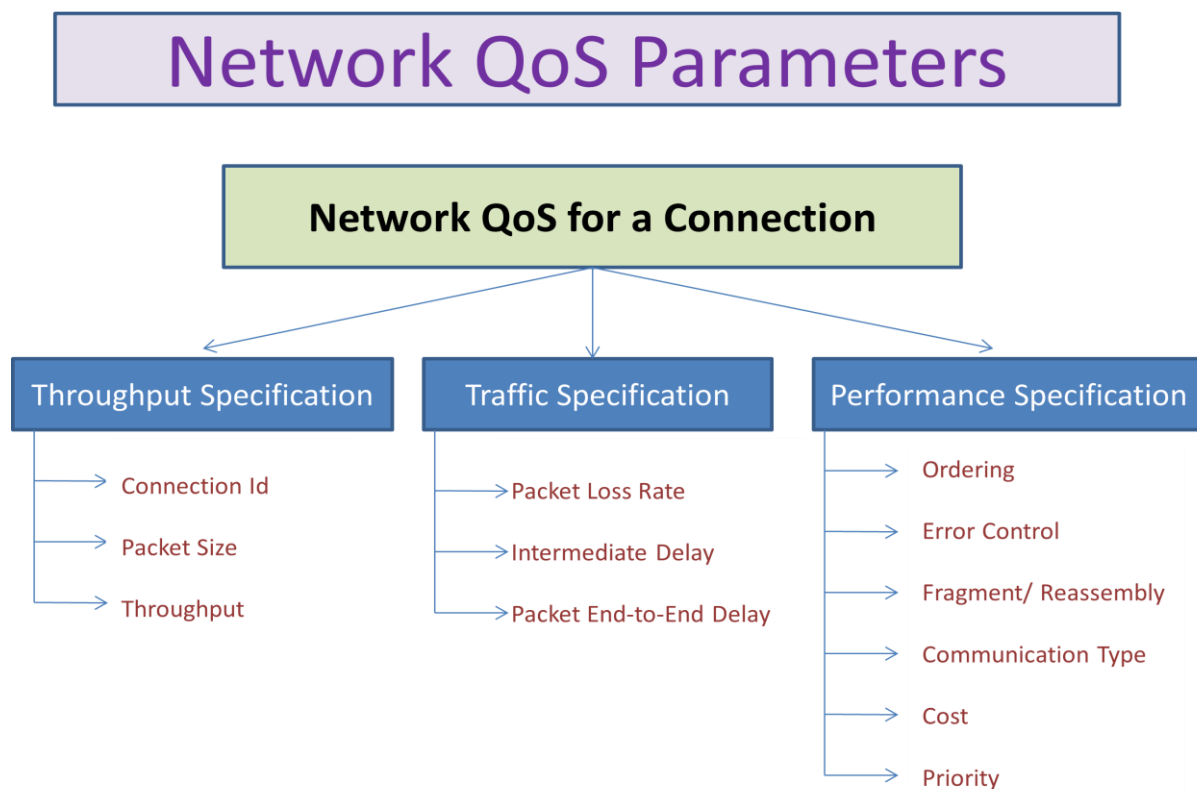 Network QoS Parameters
Network QoS for a Connection
Throughput Specification
Connection Id
Packet Size
Throughput
Traffic Specification
Packet Loss Rate
Intermediate Delay
Packet End-to-End Delay
Performance Specification
Ordering
Error Control
Fragment/ Reassembly
Communication Type
Cost
Priority